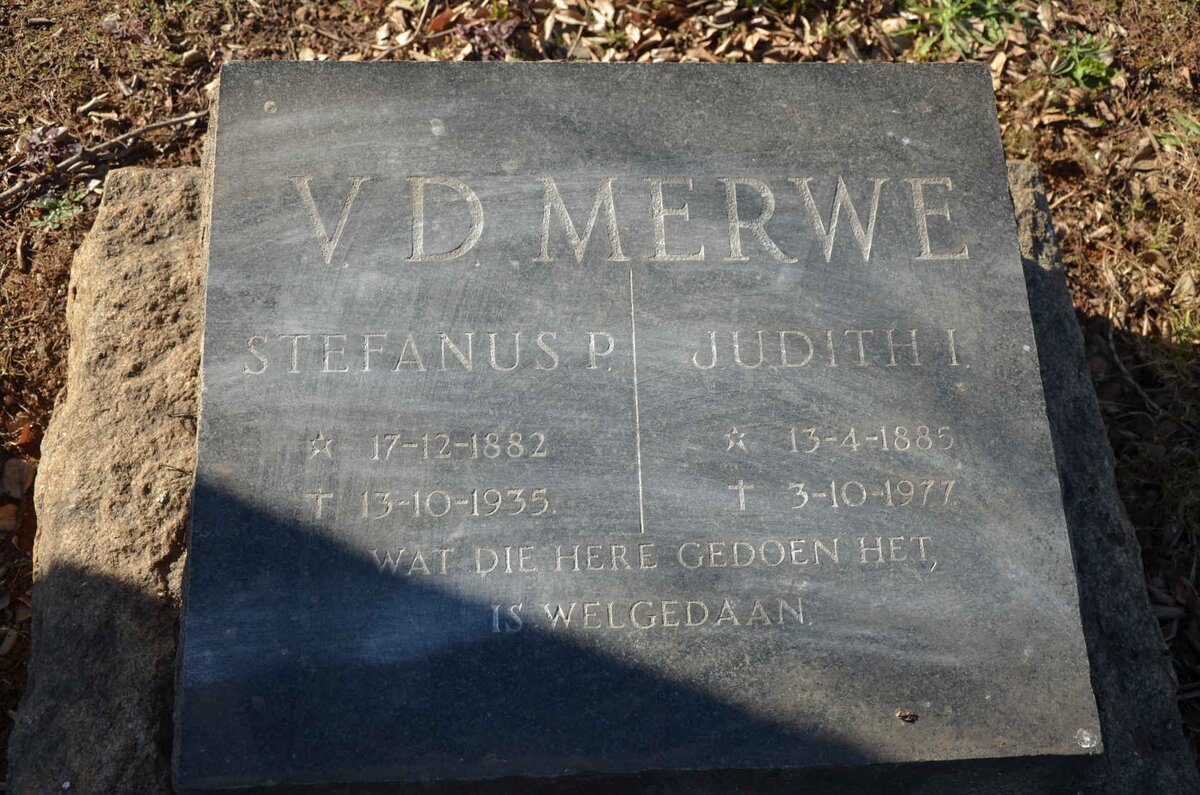 V D MERWE
STEFANUS P.
☆ 17-12-1882
✝ 13-10-1935.
JUDITH I.
☆ 13-4-1885
✝ 3-10-1977.
WAT DIE HERE GEDOEN HET,
IS WELGEDAAN.